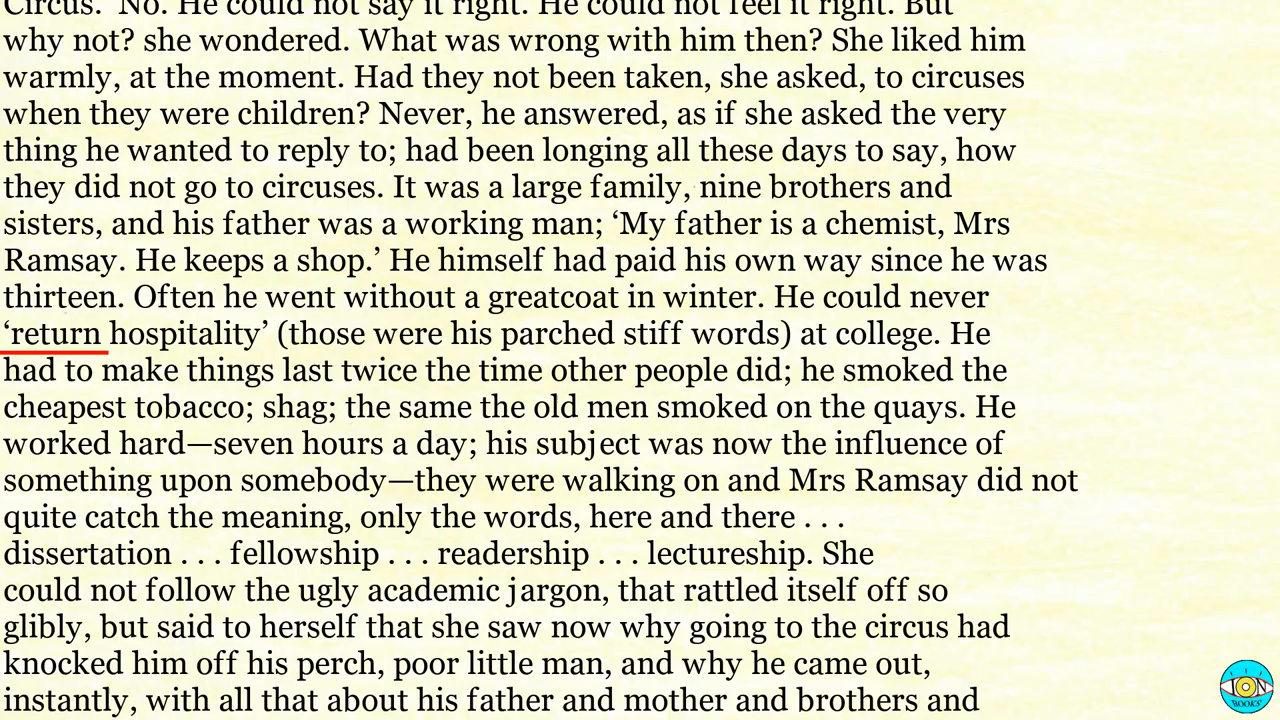 Circus.’ No. He could not say it right. He could not feel it right. But
why not? she wondered. What was wrong with him then? She liked him
warmly, at the moment. Had they not been taken, she asked, to circuses
when they were children? Never, he answered, as if she asked the very
thing he wanted to reply to; had been longing all these days to say, how
they did not go to circuses. It was a large family, nine brothers and
sisters, and his father was a working man; ‘My father is a chemist, Mrs
Ramsay. He keeps a shop.’ He himself had paid his own way since he was
thirteen. Often he went without a greatcoat in winter. He could never
‘return hospitality’ (those were his parched stiff words) at college. He
had to make things last twice the time other people did; he smoked the
cheapest tobacco; shag; the same the old men smoked on the quays. He
worked hard—seven hours a day; his subject was now the influence of
something upon somebody—they were walking on and Mrs Ramsay did not
quite catch the meaning, only the words, here and there . . .
dissertation . . . fellowship . . . readership . . . lectureship. She
could not follow the ugly academic jargon, that rattled itself off so
glibly, but said to herself that she saw now why going to the circus had
knocked him off his perch, poor little man, and why he came out,
instantly, with all that about his father and mother and brothers and
ION
BOOKS